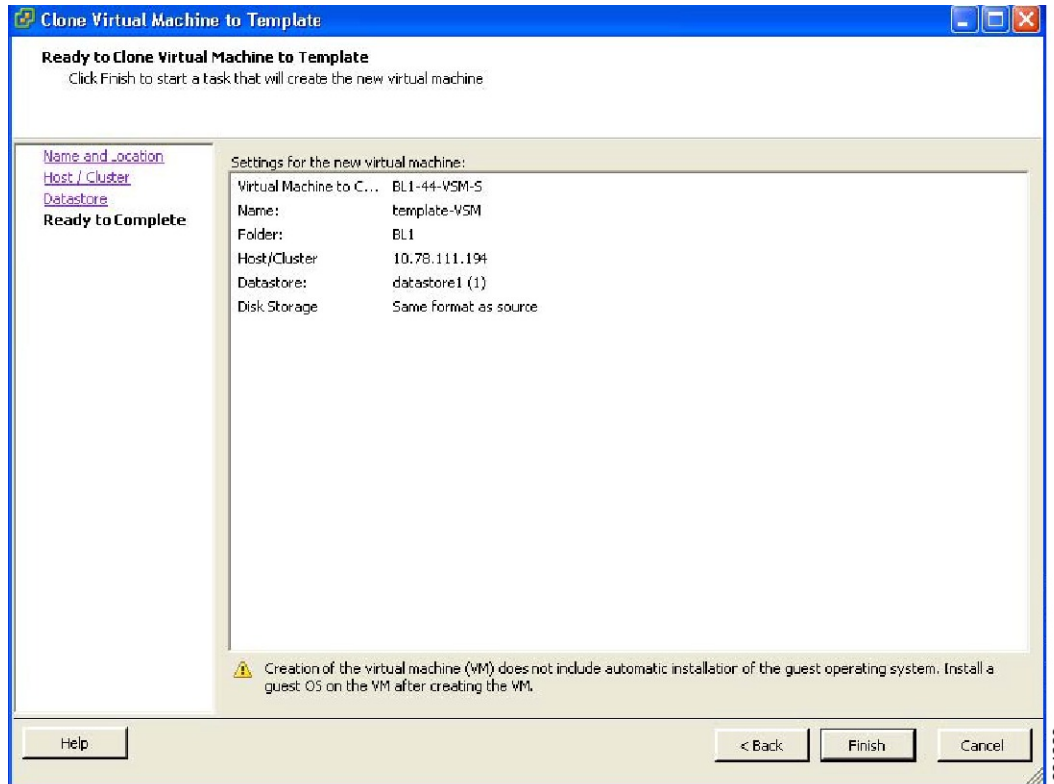 Clone Virtual Machine to Template
Ready to Clone Virtual Machine to Template
Click Finish to start a task that will create the new virtual machine
Name and Location
Host / Cluster
Datastore
Ready to Complete
Settings for the new virtual machine:
Virtual Machine to C... BL1-44-VSM-S
Name: template-VSM
Folder: BL1
Host/Cluster 10.78.111.194
Datastore: datastore1 (1)
Disk Storage Same format as source
Creation of the virtual machine (VM) does not include automatic installation of the guest operating system. Install a
guest OS on the VM after creating the VM.
Help
< Back
Finish
Cancel